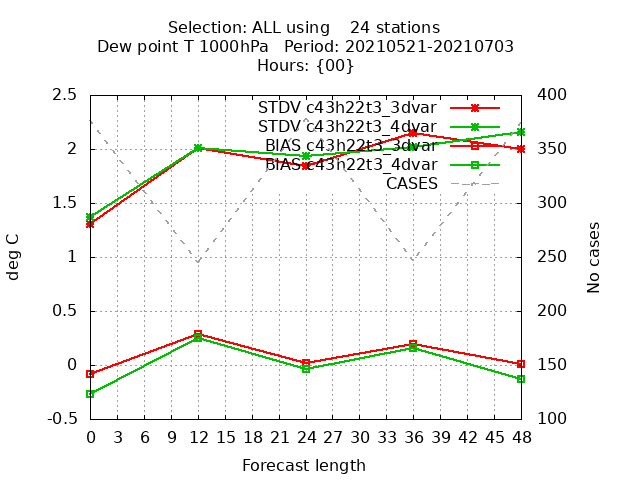 Selection: ALL using    24 stations
Dew point T 1000hPa   Period: 20210521-20210703
Hours: {00}
2.5
2
1.5
1
0.5
0
-0.5
400
350
300
250
200
150
100
STDV c43h22t3_3dvar
STDV c43h22t3_4dvar
BIAS c43h22t3_3dvar
BIAS c43h22t3_4dvar
CASES
deg C
No cases
0 3 6 9 12 15 18 21 24 27 30 33 36 39 42 45 48
Forecast length